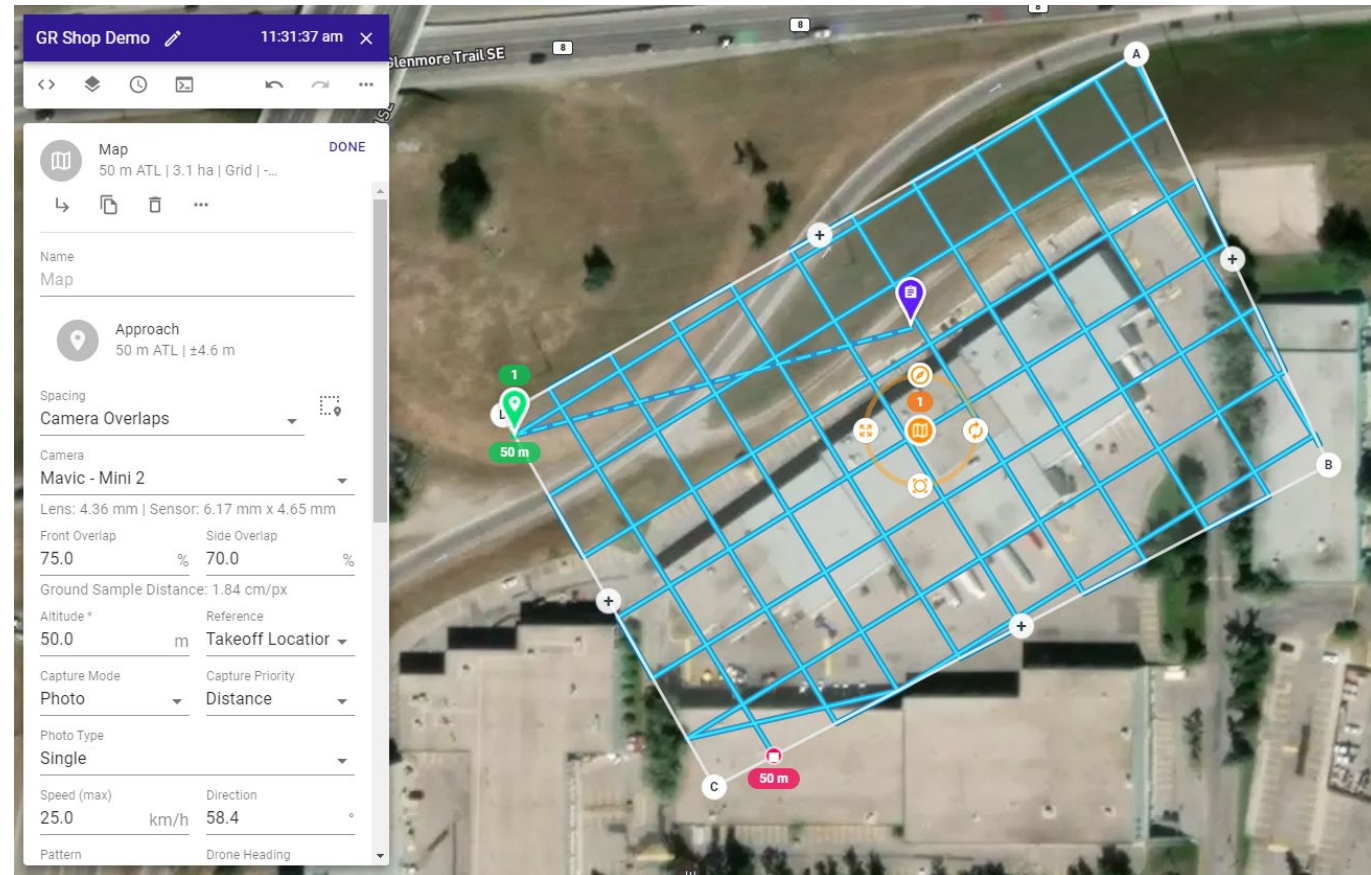 GR Shop Demo 11:31:37 am
Map DONE
50 m ATL | 3.1 ha | Grid | -...
Name
Map
Approach
50 m ATL | ±4.6 m
Spacing
Camera Overlaps
Camera
Mavic - Mini 2
Lens: 4.36 mm | Sensor: 6.17 mm x 4.65 mm
Front Overlap Side Overlap
75.0 % 70.0 %
Ground Sample Distance: 1.84 cm/px
Altitude * Reference
50.0 m Takeoff Location
Capture Mode Capture Priority
Photo Distance
Photo Type
Single
Speed (max) Direction
25.0 km/h 58.4 °
Pattern Drone Heading
8
8
8
Glenmore Trail SE
A
1
50 m
1
B
C
50 m